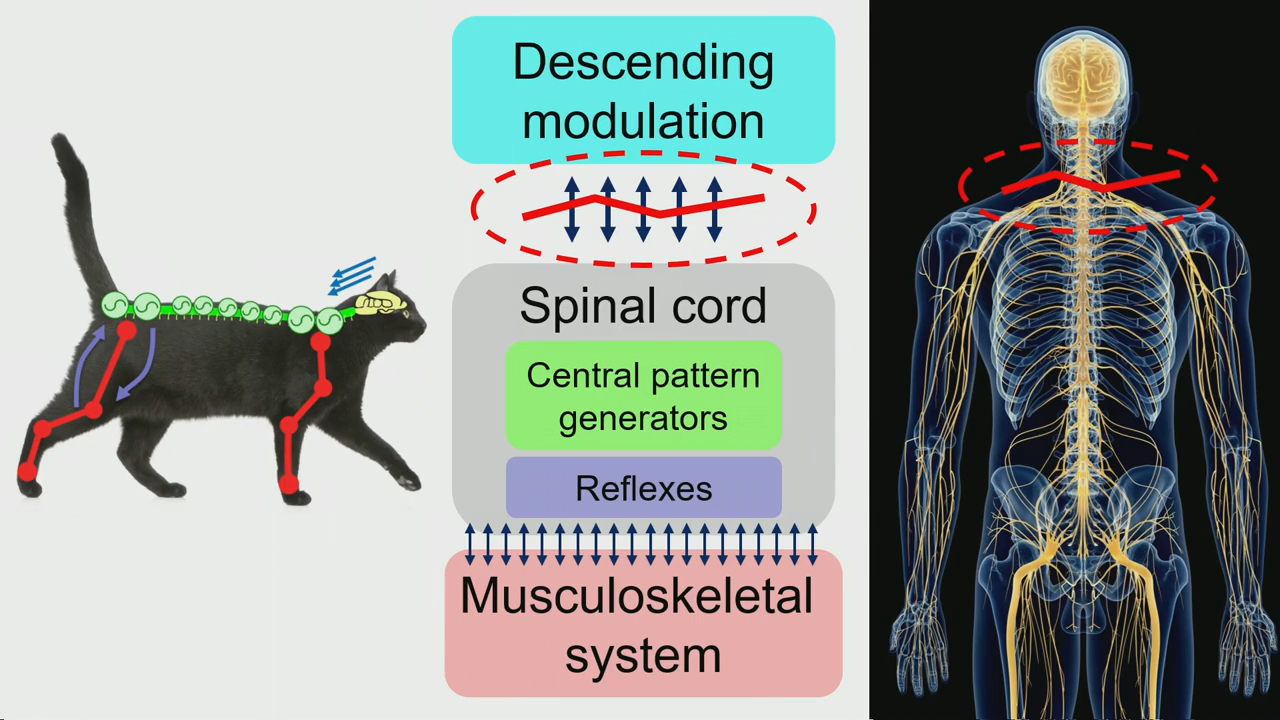 Descending
modulation
Spinal cord
Central pattern
generators
Reflexes
Musculoskeletal
system